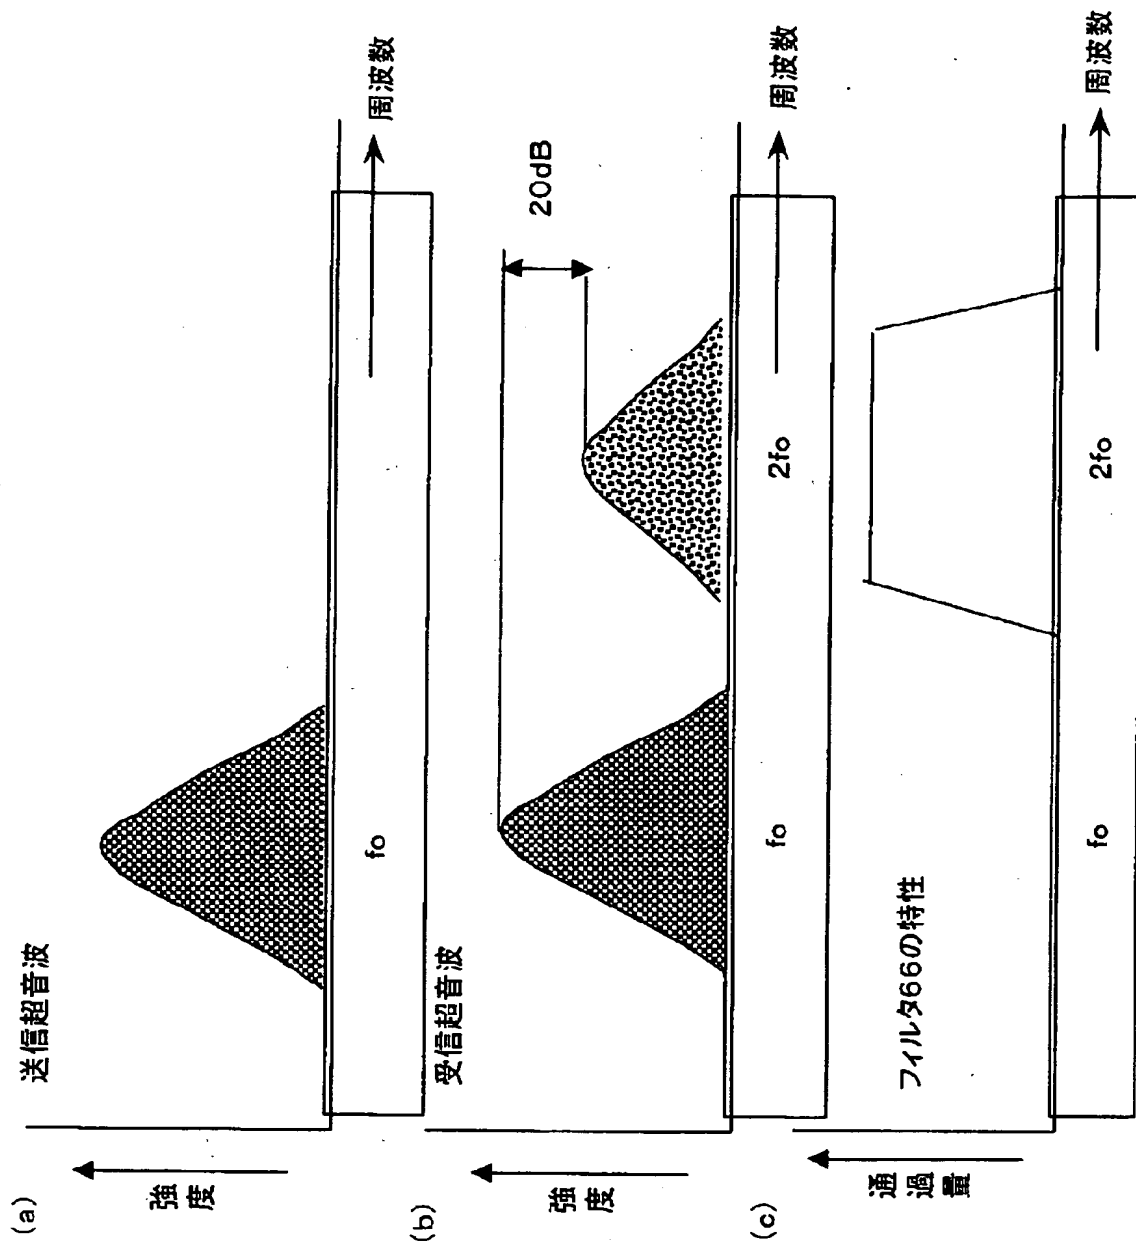 (a)
送信超音波
強度
fo
周波数
(b)
受信超音波
強度
20dB
fo
2fo
周波数
(c)
フィルタ66の特性
通過量
fo
2fo
周波数